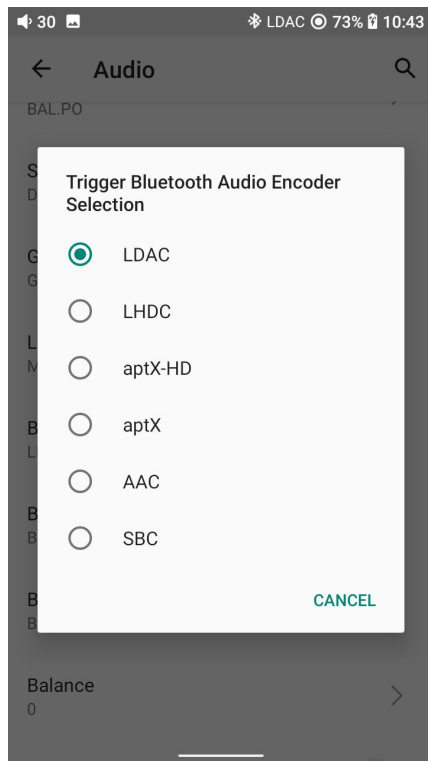 30 LDAC 73% 10:43
Audio
BAL.PO
S
D
Trigger Bluetooth Audio Encoder
Selection
LDAC
G
G
LHDC
L
M
aptX-HD
B
L
aptX
AAC
B
B
SBC
B
B
CANCEL
Balance
0